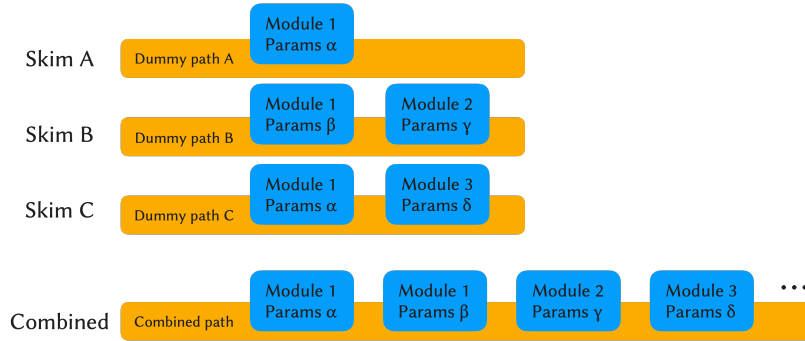 Module 1
Params α
Skim A
Dummy path A
Module 1
Params β
Module 2
Params γ
Skim B
Dummy path B
Module 1
Params α
Module 3
Params δ
Skim C
Dummy path C
Module 1
Params α
Module 1
Params β
Module 2
Params γ
Module 3
Params δ
...
Combined
Combined path